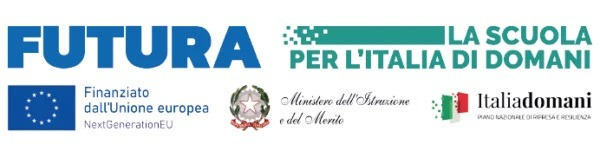 FUTURA
LA SCUOLA
PER L'ITALIA DI DOMANI
Finanziato
dall'Unione europea
NextGenerationEU
Ministero dell'Istruzione
e del Merito
Italiadomani
PIANO NAZIONALE DI RIPRESA E RESILIENZA